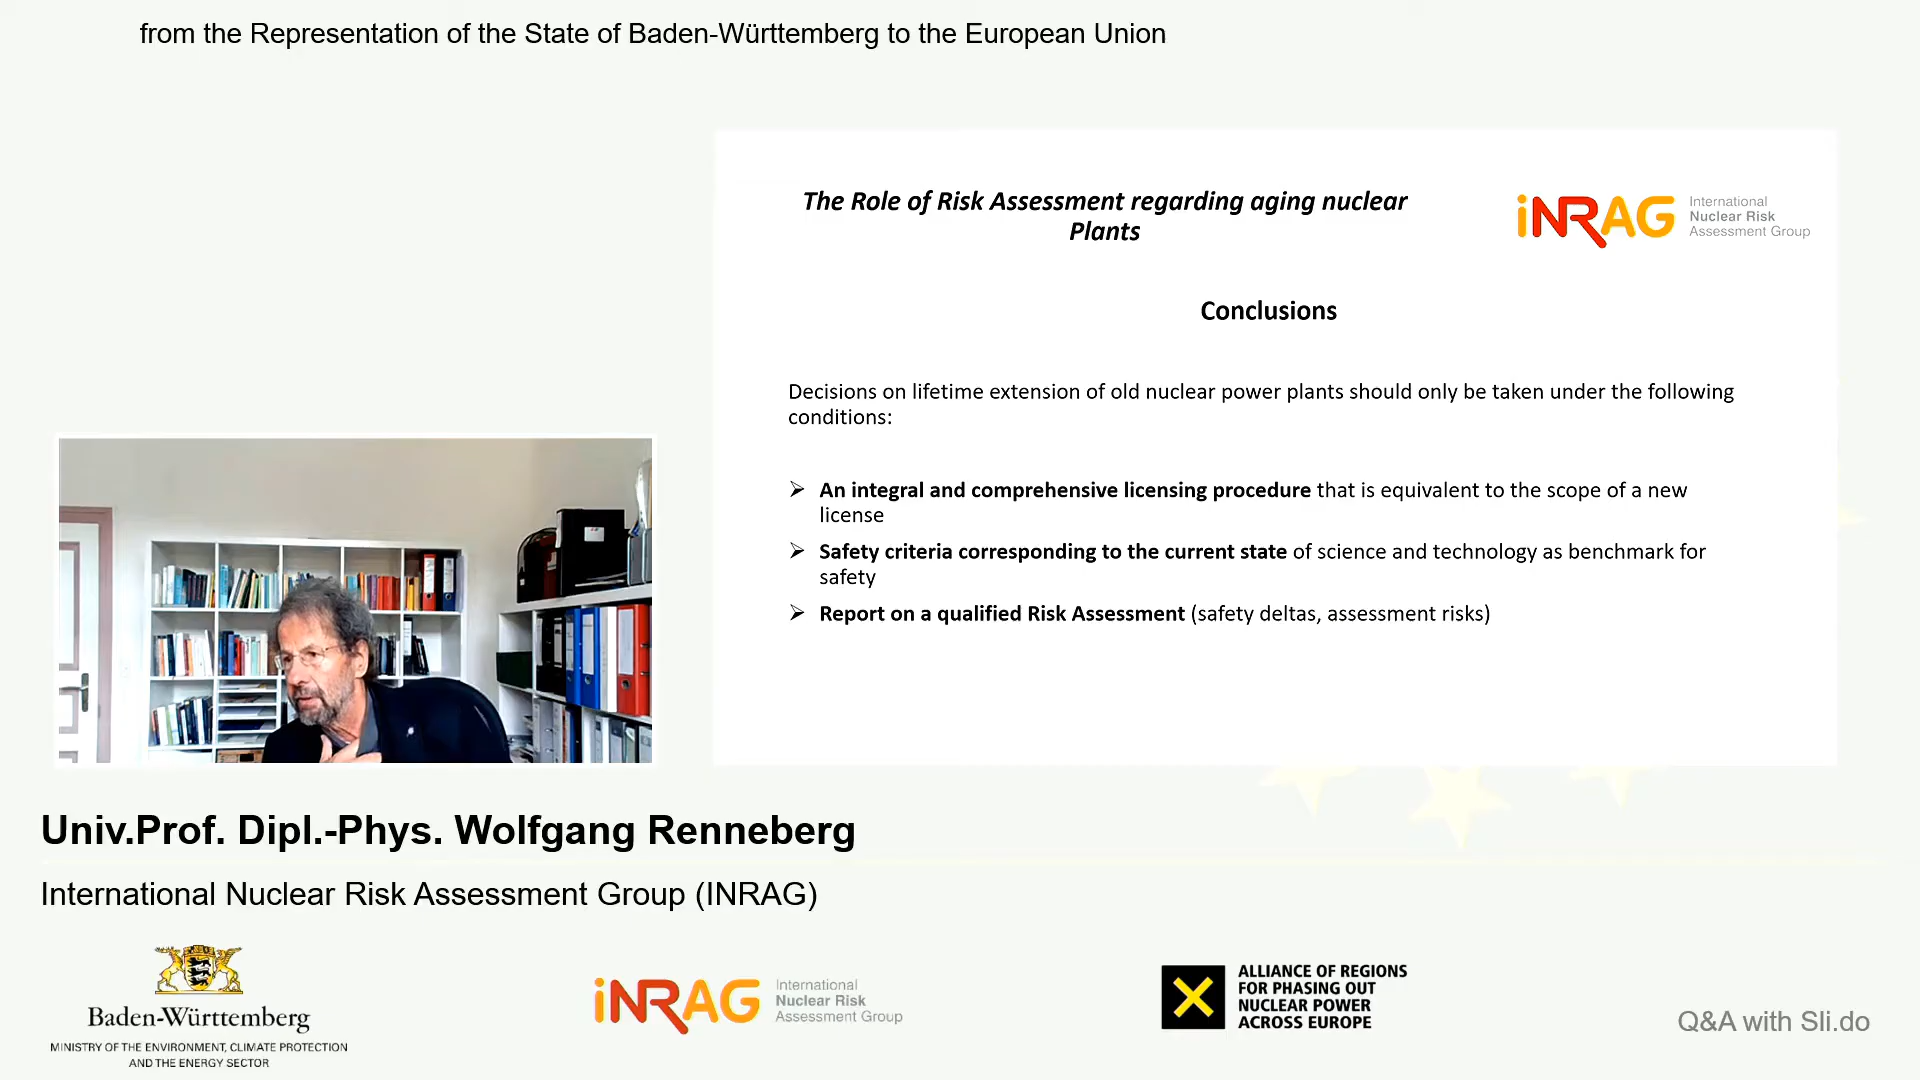 from the Representation of the State of Baden-Württemberg to the European Union
The Role of Risk Assessment regarding aging nuclear
Plants
iNRAG
International
Nuclear Risk
Assessment Group
Conclusions
Decisions on lifetime extension of old nuclear power plants should only be taken under the following
conditions:
➢ An integral and comprehensive licensing procedure that is equivalent to the scope of a new
license
➢ Safety criteria corresponding to the current state of science and technology as benchmark for
safety
➢ Report on a qualified Risk Assessment (safety deltas, assessment risks)
Univ.Prof. Dipl.-Phys. Wolfgang Renneberg
International Nuclear Risk Assessment Group (INRAG)
Baden-Württemberg
MINISTRY OF THE ENVIRONMENT, CLIMATE PROTECTION
AND THE ENERGY SECTOR
iNRAG
International
Nuclear Risk
Assessment Group
ALLIANCE OF REGIONS
FOR PHASING OUT
NUCLEAR POWER
ACROSS EUROPE
Q&A with Sli.do